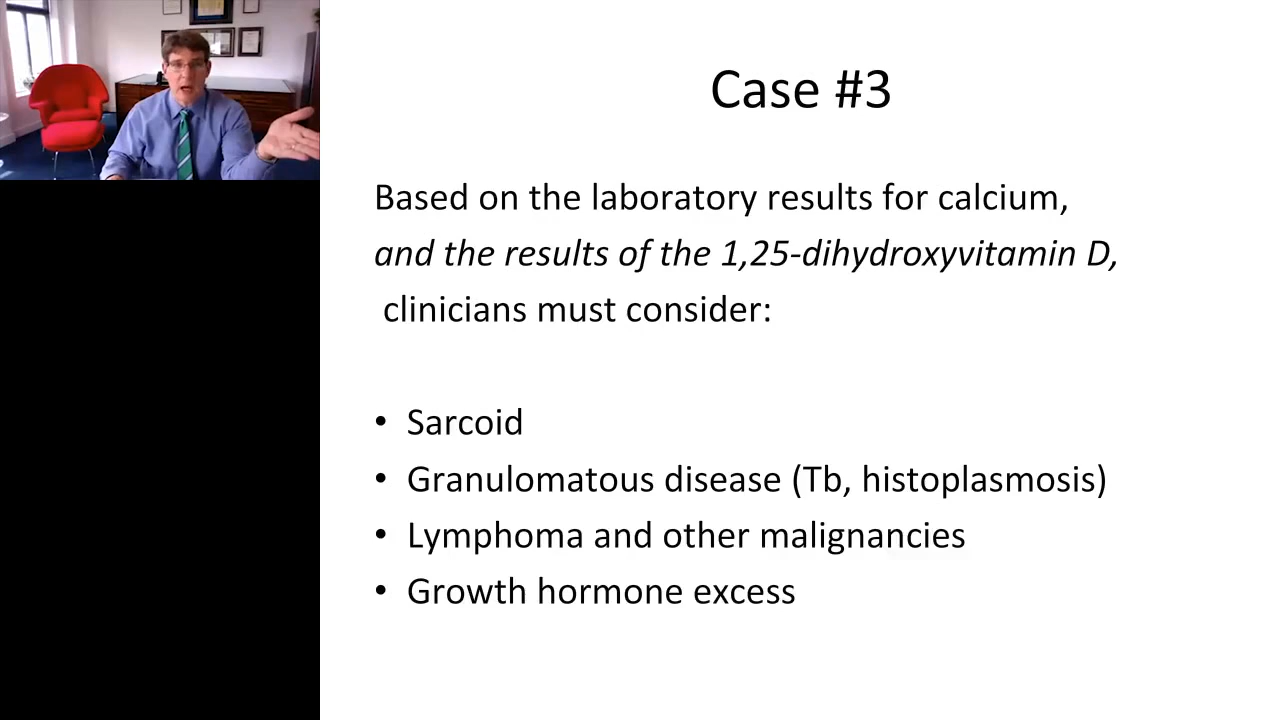 Case #3
Based on the laboratory results for calcium,
and the results of the 1,25-dihydroxyvitamin D,
clinicians must consider:
• Sarcoid
• Granulomatous disease (Tb, histoplasmosis)
• Lymphoma and other malignancies
• Growth hormone excess